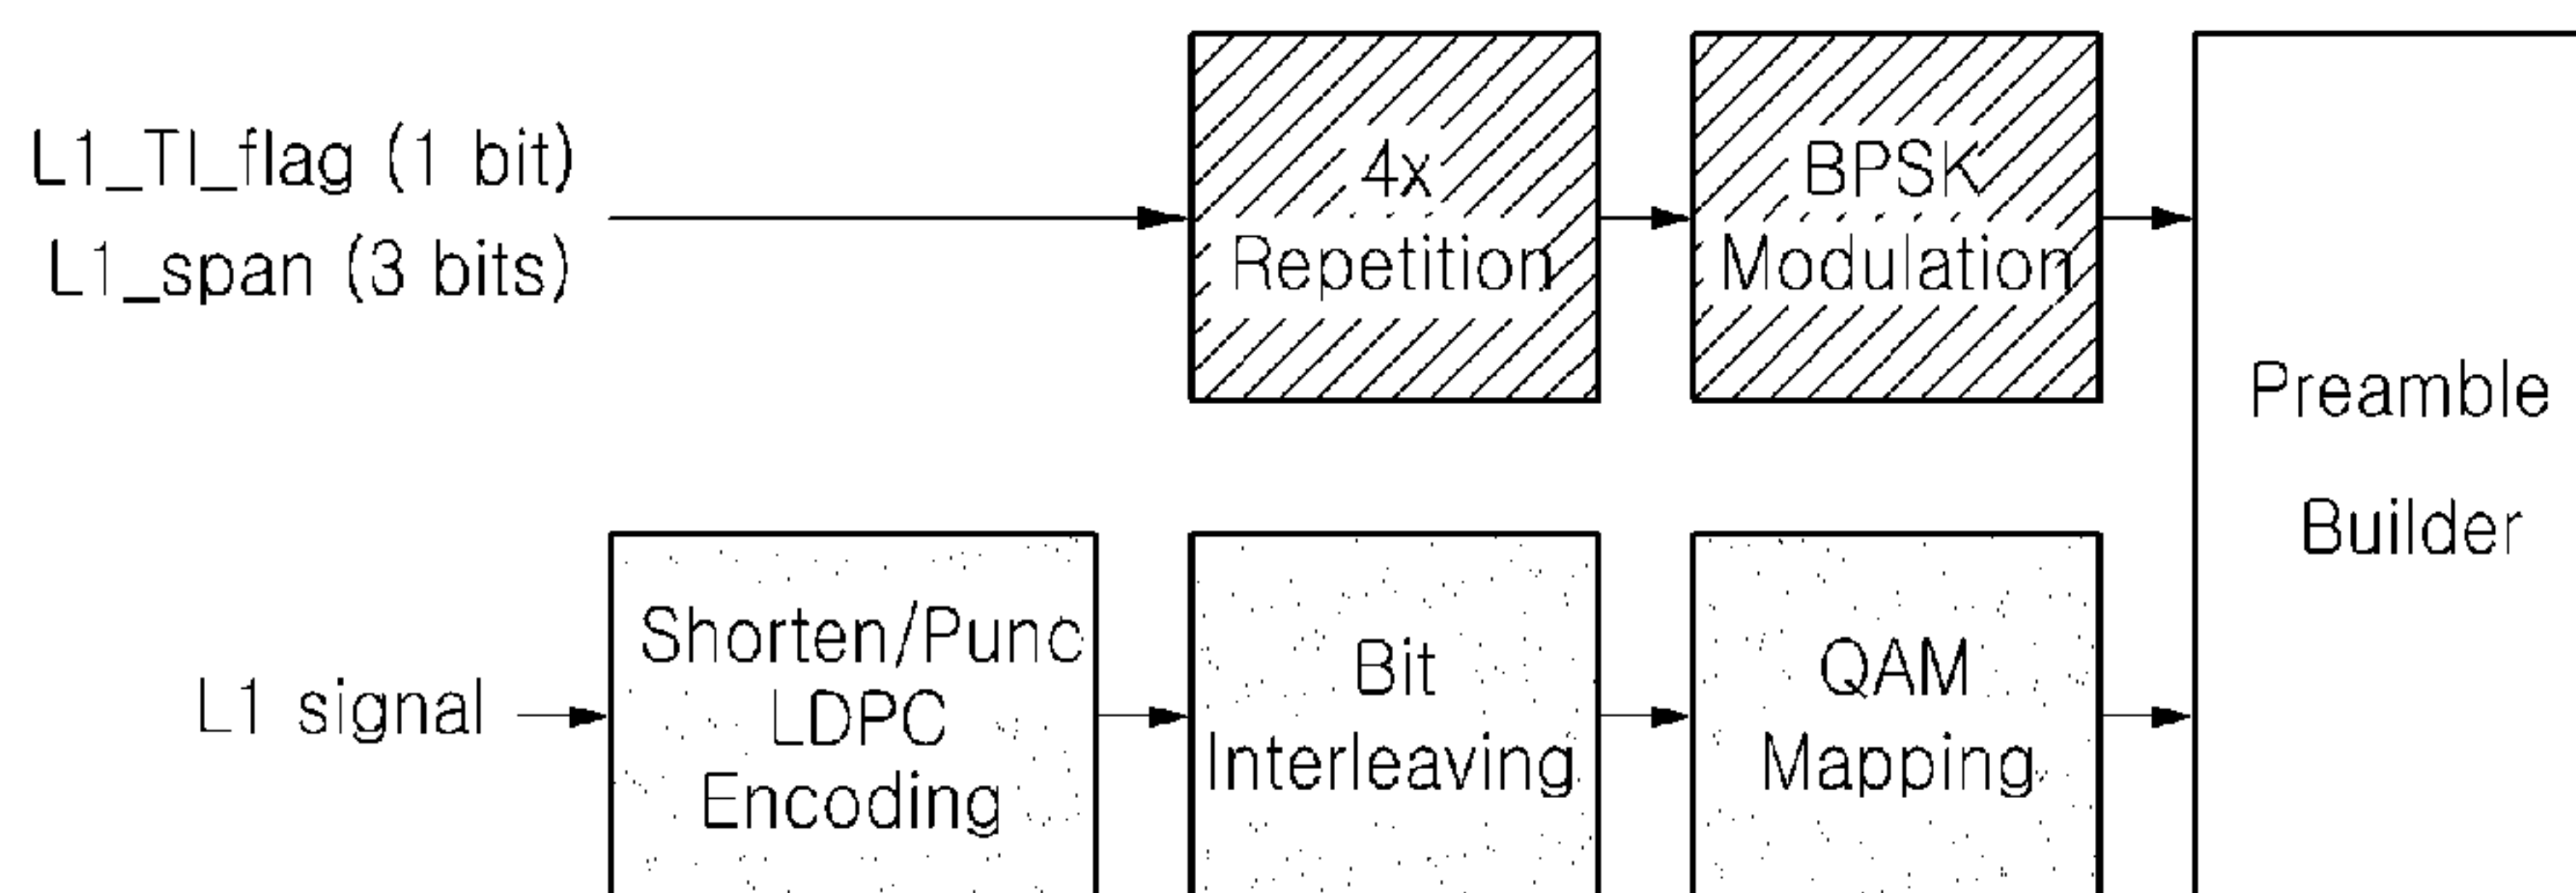 L1_TI_flag (1 bit)
L1_span (3 bits)
4x
Repetition
BPSK
Modulation
Preamble
Builder
L1 signal
Shorten/Punc
LDPC
Encoding
Bit
Interleaving
QAM
Mapping